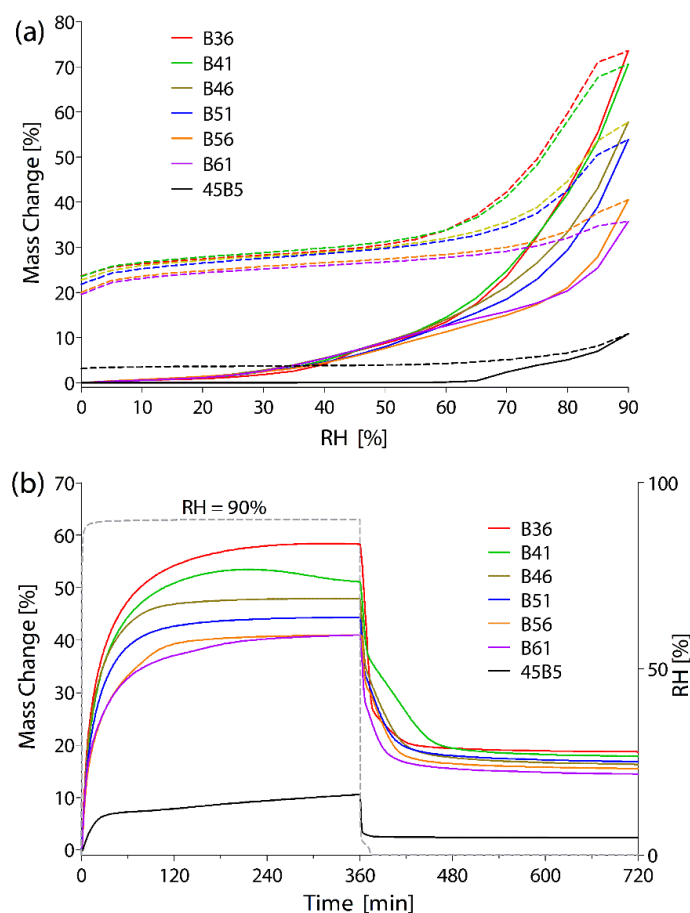 (a)
80
70
60
50
40
30
20
10
0
Mass Change [%]
B36
B41
B46
B51
B56
B61
45B5
0 10 20 30 40 50 60 70 80 90
RH [%]
(b)
70
60
50
40
30
20
10
0
Mass Change [%]
RH = 90%
B36
B41
B46
B51
B56
B61
45B5
100
50
0
RH [%]
0 120 240 360 480 600 720
Time [min]